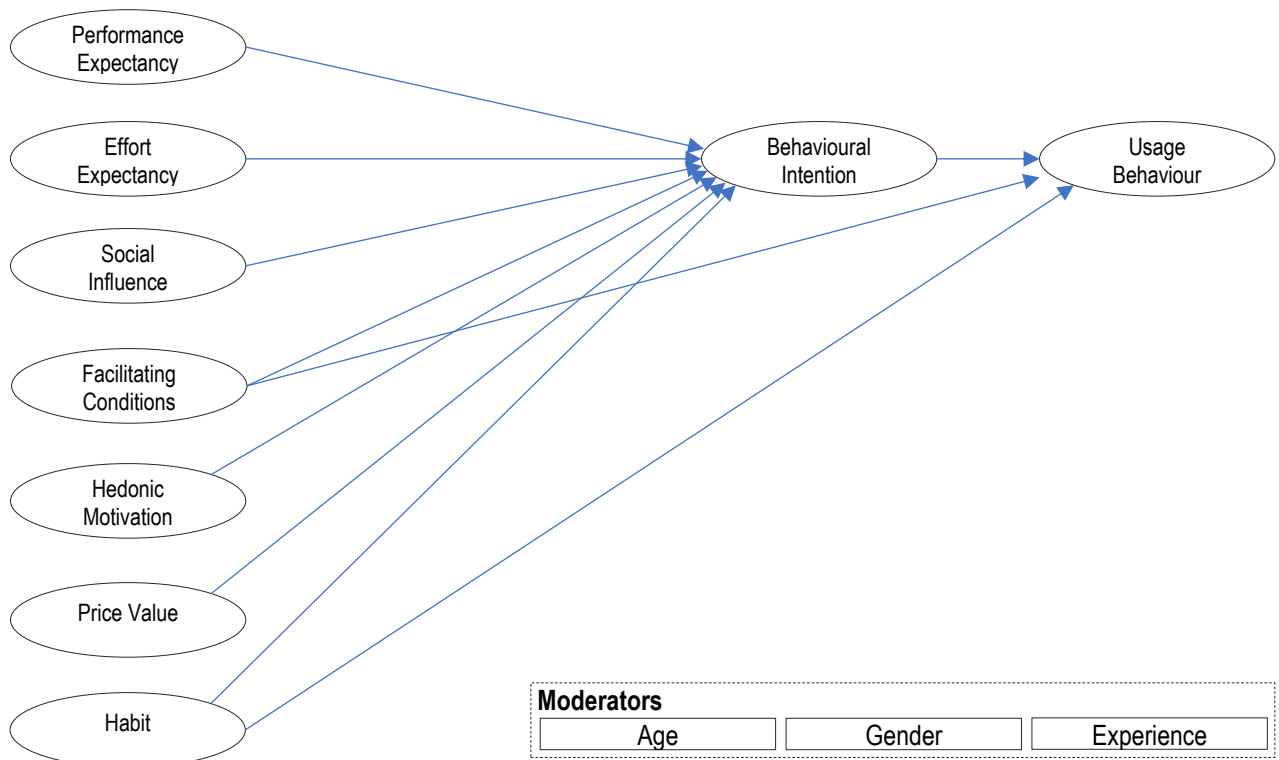 Performance
Expectancy
Effort
Expectancy
Behavioural
Intention
Usage
Behaviour
Social
Influence
Facilitating
Conditions
Hedonic
Motivation
Price Value
Habit
Moderators
Age
Gender
Experience